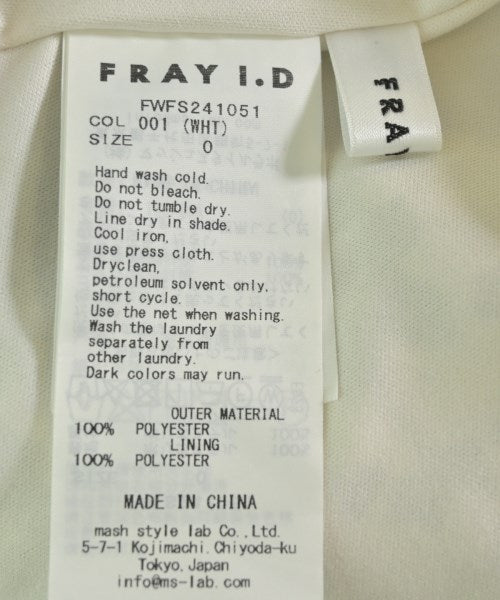 FRAY I.D
FWFS241051
COL 001 (WHT)
SIZE 0
Hand wash cold.
Do not bleach.
Do not tumble dry.
Line dry in shade.
Cool iron,
use press cloth.
Dryclean,
petroleum solvent only,
short cycle.
Use the net when washing.
Wash the laundry
separately from
other laundry.
Dark colors may run.
OUTER MATERIAL
100% POLYESTER
LINING
100% POLYESTER
MADE IN CHINA
mash style lab Co.,Ltd.
5-7-1 Kojimachi.Chiyoda-ku
Tokyo,Japan
info@ms-lab.com
FRA